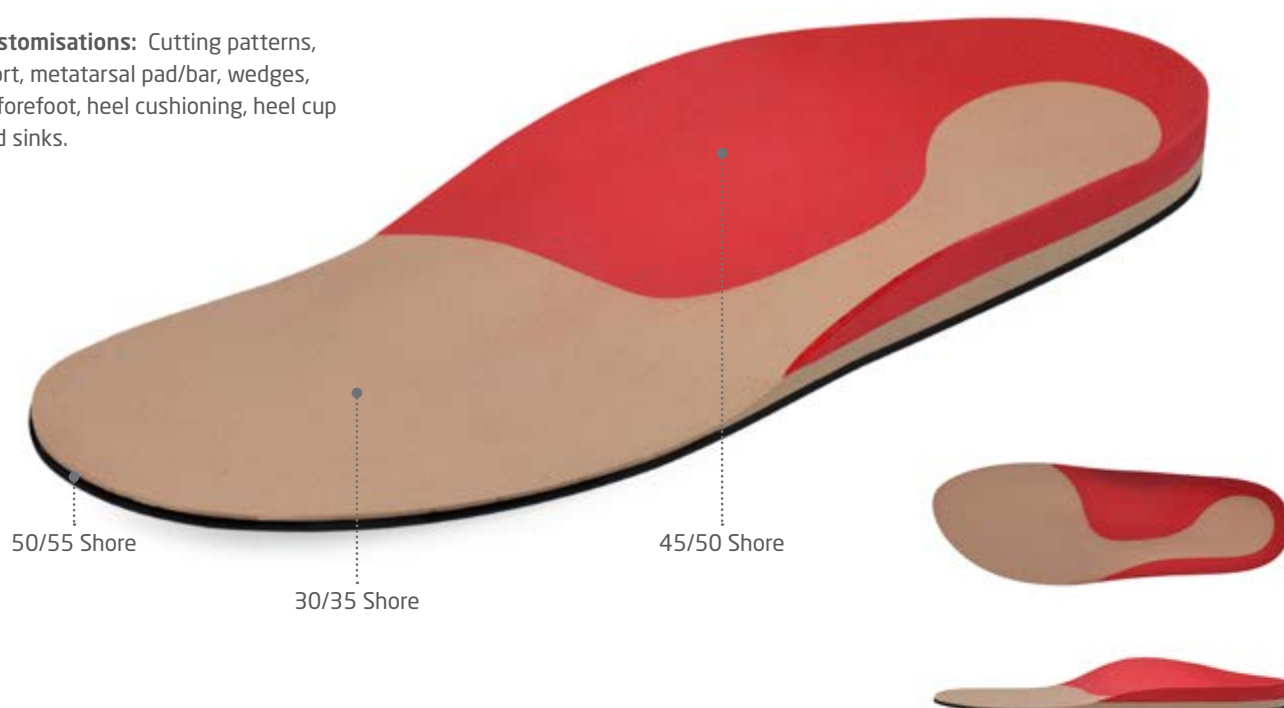 stomisations: Cutting patterns,
ort, metatarsal pad/bar, wedges,
forefoot, heel cushioning, heel cup
d sinks.
50/55 Shore
45/50 Shore
30/35 Shore